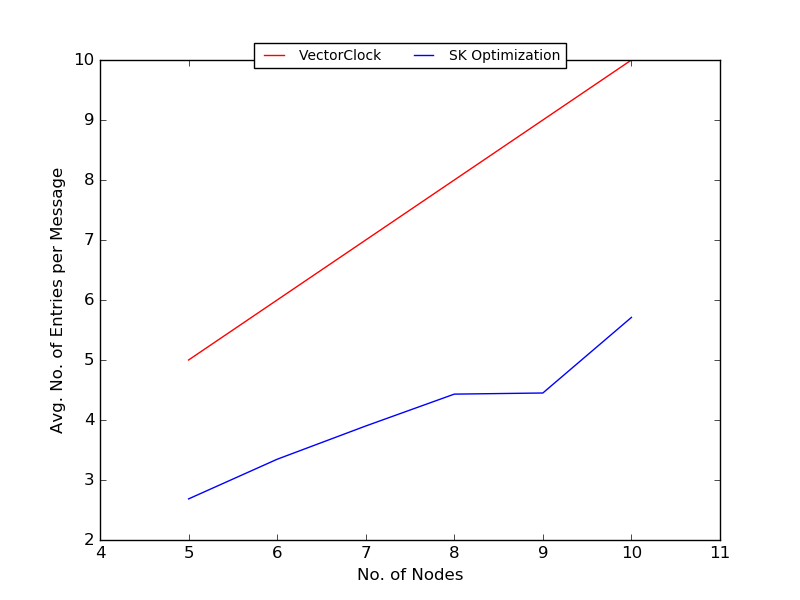 VectorClock SK Optimization
10
9
8
7
6
5
4
3
2
Avg. No. of Entries per Message
4 5 6 7 8 9 10 11
No. of Nodes